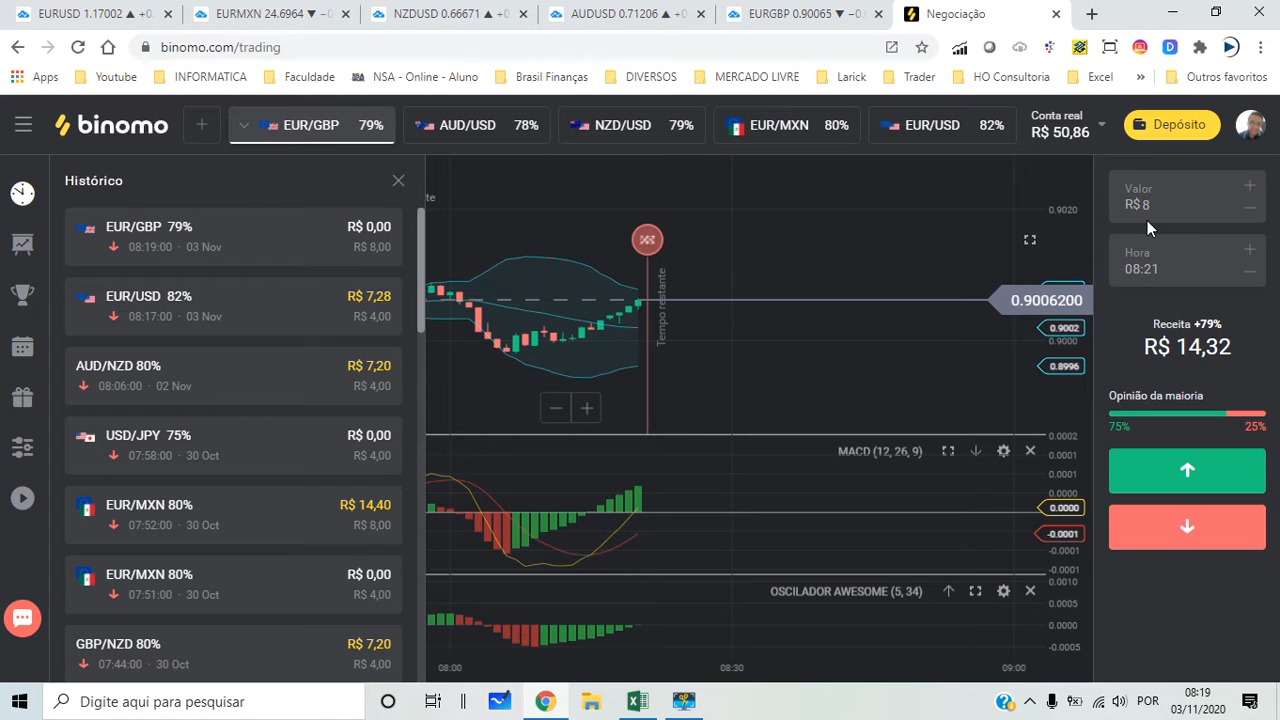 EURUSD 1.17002 ▲ +0.
EURMXN 24.6964 ▼ −0.
NZDUSD 0.66671 ▲ +0.
AUDUSD 0.71206 ▲ +0.
EURGBP 0.90065 ▼ −0.
Negociação
binomo.com/trading
Apps
Youtube
INFORMATICA
Faculdade
NSA - Online - Aluno
Brasil Finanças
DIVERSOS
MERCADO LIVRE
Larick
Trader
HO Consultoria
Excel
»
Outros favoritos
binomo
EUR/GBP 79%
AUD/USD 78%
NZD/USD 79%
EUR/MXN 80%
EUR/USD 82%
Conta real
R$ 50,86
Depósito
Histórico
EUR/GBP 79% R$ 0,00
08:19:00 · 03 Nov R$ 8,00
EUR/USD 82% R$ 7,28
08:17:00 · 03 Nov R$ 4,00
AUD/NZD 80% R$ 7,20
08:06:00 · 02 Nov R$ 4,00
USD/JPY 75% R$ 0,00
07:58:00 · 30 Oct R$ 4,00
EUR/MXN 80% R$ 14,40
07:52:00 · 30 Oct R$ 8,00
EUR/MXN 80% R$ 0,00
07:51:00 · 30 Oct R$ 4,00
GBP/NZD 80% R$ 7,20
07:44:00 · 30 Oct R$ 4,00
te
Tempo restante
0.9020
0.9006200
0.9002
0.9000
0.8996
MACD (12, 26, 9)
0.0002
0.0001
0.0001
0.0000
0.0000
-0.0001
-0.0001
-0.0001
OSCILADOR AWESOME (5, 34)
0.0010
0.0005
0.0000
-0.0005
08:00
08:30
09:00
Valor
R$ 8
Hora
08:21
Receita +79%
R$ 14,32
Opinião da maioria
75% 25%
Digite aqui para pesquisar
POR
08:19
03/11/2020